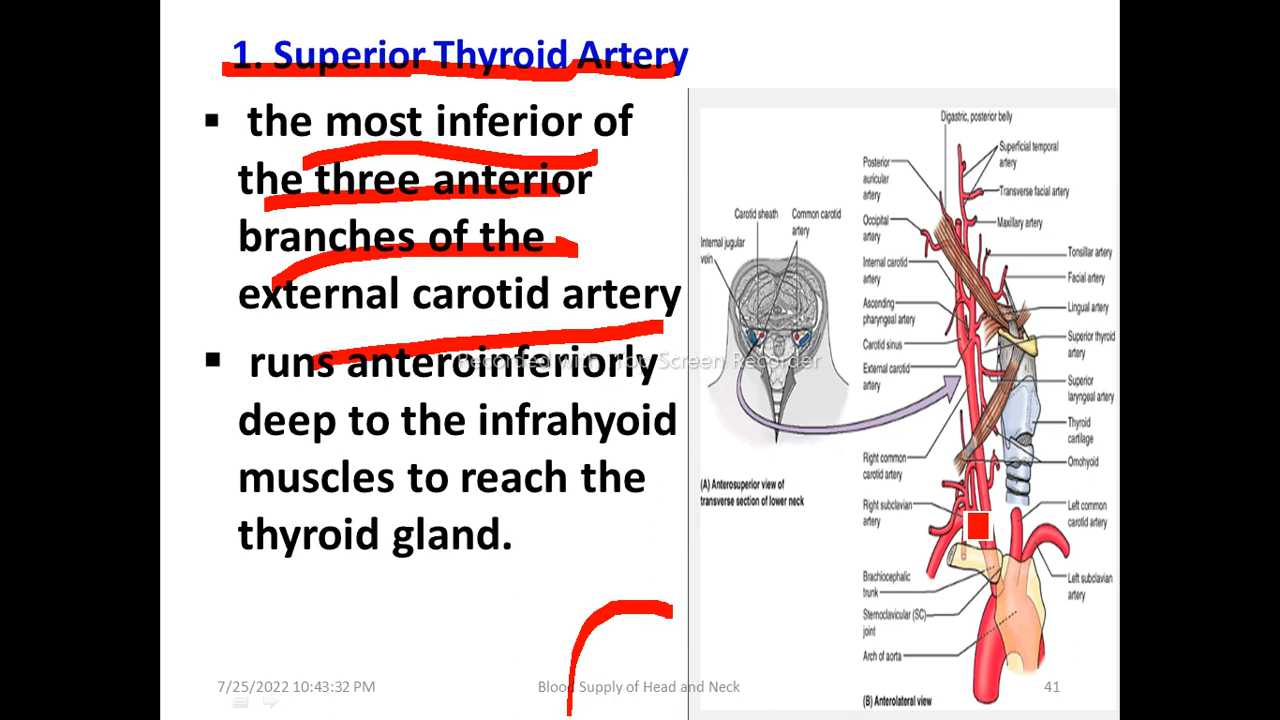 1. Superior Thyroid Artery
▪ the most inferior of
the three anterior
branches of the
external carotid artery
▪ runs anteroinferiorly
deep to the infrahyoid
muscles to reach the
thyroid gland.
Carotid sheath
Common carotid
artery
Internal jugular
vein
(A) Anterosuperior view of
transverse section of lower neck
Digastric, posterior belly
Posterior
auricular
artery
Occipital
artery
Internal carotid
artery
Ascending
pharyngeal artery
Carotid sinus
External carotid
artery
Right common
carotid artery
Right subclavian
artery
Brachiocephalic
trunk
Sternoclavicular (SC)
joint
Arch of aorta
Superficial temporal
artery
Transverse facial artery
Maxillary artery
Tonsillar artery
Facial artery
Lingual artery
Superior thyroid
artery
Superior
laryngeal artery
Thyroid
cartilage
Omohyoid
Left common
carotid artery
Left subclavian
artery
(B) Anterolateral view
Recorded with Screen Recorder
7/25/2022 10:43:32 PM
Blood Supply of Head and Neck
41